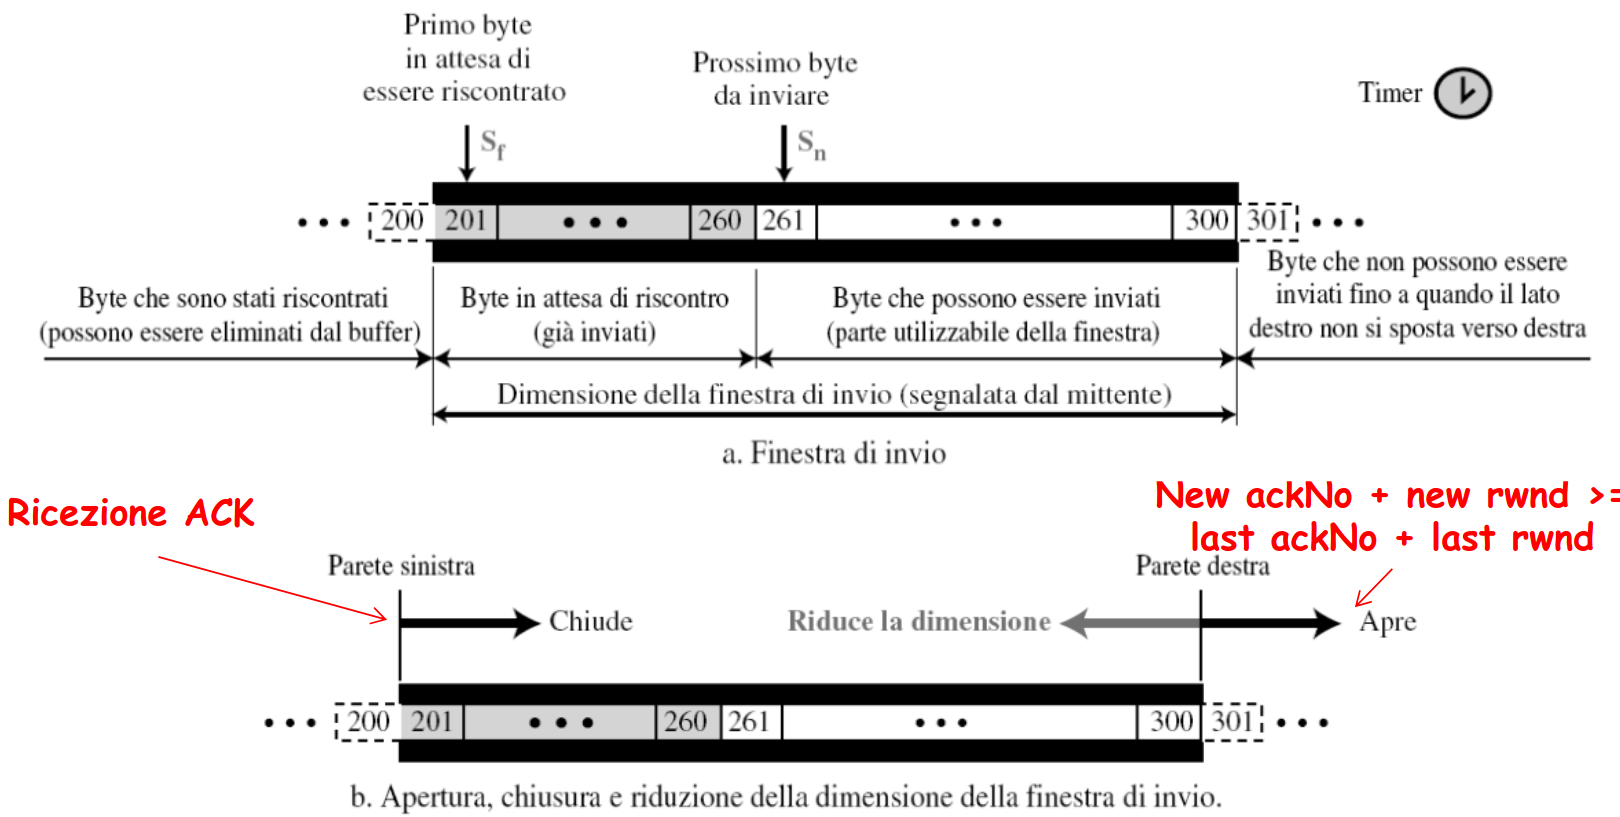 Primo byte
in attesa di
essere riscontrato
Prossimo byte
da inviare
Timer
Sf
Sn
••• 200 201 ••• 260 261 ••• 300 301 •••
Byte che sono stati riscontrati
(possono essere eliminati dal buffer)
Byte in attesa di riscontro
(già inviati)
Byte che possono essere inviati
(parte utilizzabile della finestra)
Byte che non possono essere
inviati fino a quando il lato
destro non si sposta verso destra
Dimensione della finestra di invio (segnalata dal mittente)
a. Finestra di invio
Ricezione ACK
New ackNo + new rwnd >=
last ackNo + last rwnd
Parete sinistra
Parete destra
Chiude
Riduce la dimensione
Apre
••• 200 201 ••• 260 261 ••• 300 301 •••
b. Apertura, chiusura e riduzione della dimensione della finestra di invio.